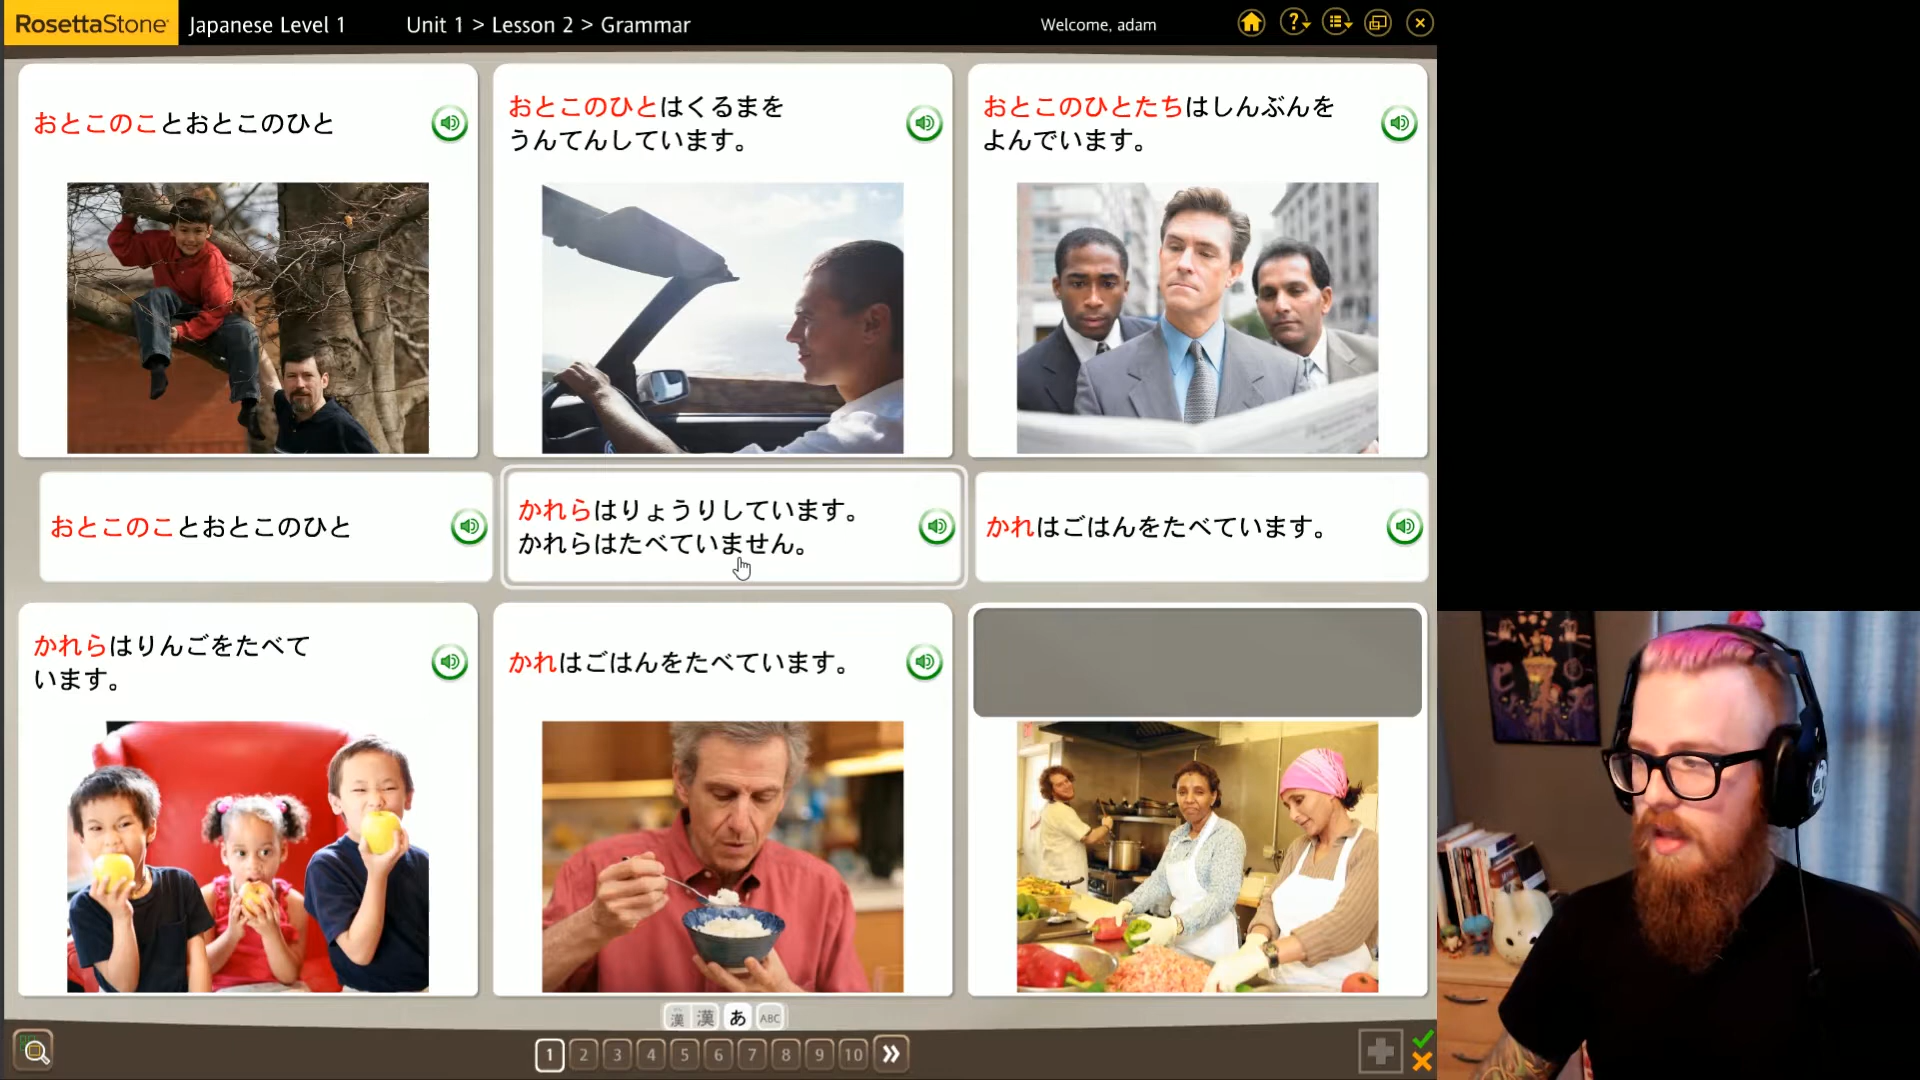 RosettaStone
Japanese Level 1
Unit 1 > Lesson 2 > Grammar
Welcome, adam
おとこのことおとこのひと
おとこのひとはくるまを
うんてんしています。
おとこのひとたちはしんぶんを
よんでいます。
おとこのことおとこのひと
かれらはりょうりしています。
かれらはたべていません。
かれはごはんをたべています。
かれらはりんごをたべて
います。
かれはごはんをたべています。
漢 漢 あ ABC
1 2 3 4 5 6 7 8 9 10